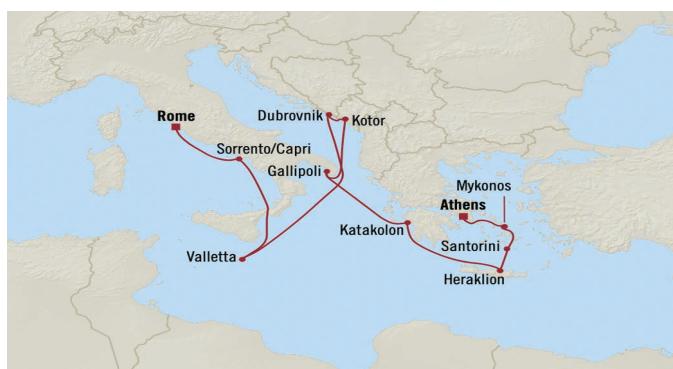 Rome
Dubrovnik
Kotor
Sorrento/Capri
Gallipoli
Mykonos
Athens
Katakolon
Santorini
Valletta
Heraklion